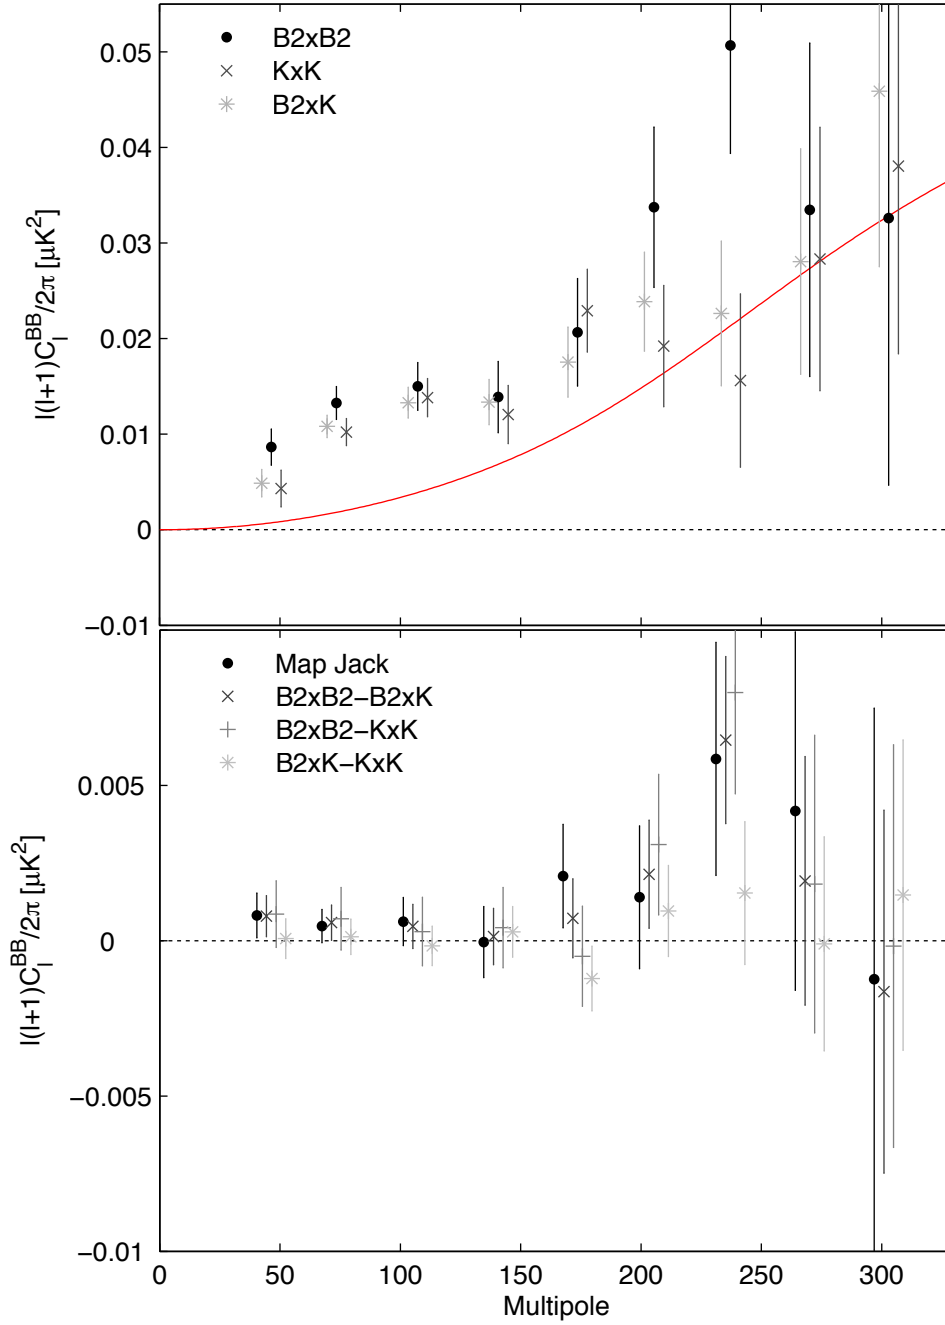 B2xB2
KxK
B2xK
0.05
0.04
0.03
0.02
0.01
0
−0.01
l(l+1)C_l^BB/2π [μK²]
Map Jack
B2xB2−B2xK
B2xB2−KxK
B2xK−KxK
0.005
0
−0.005
−0.01
l(l+1)C_l^BB/2π [μK²]
0 50 100 150 200 250 300
Multipole